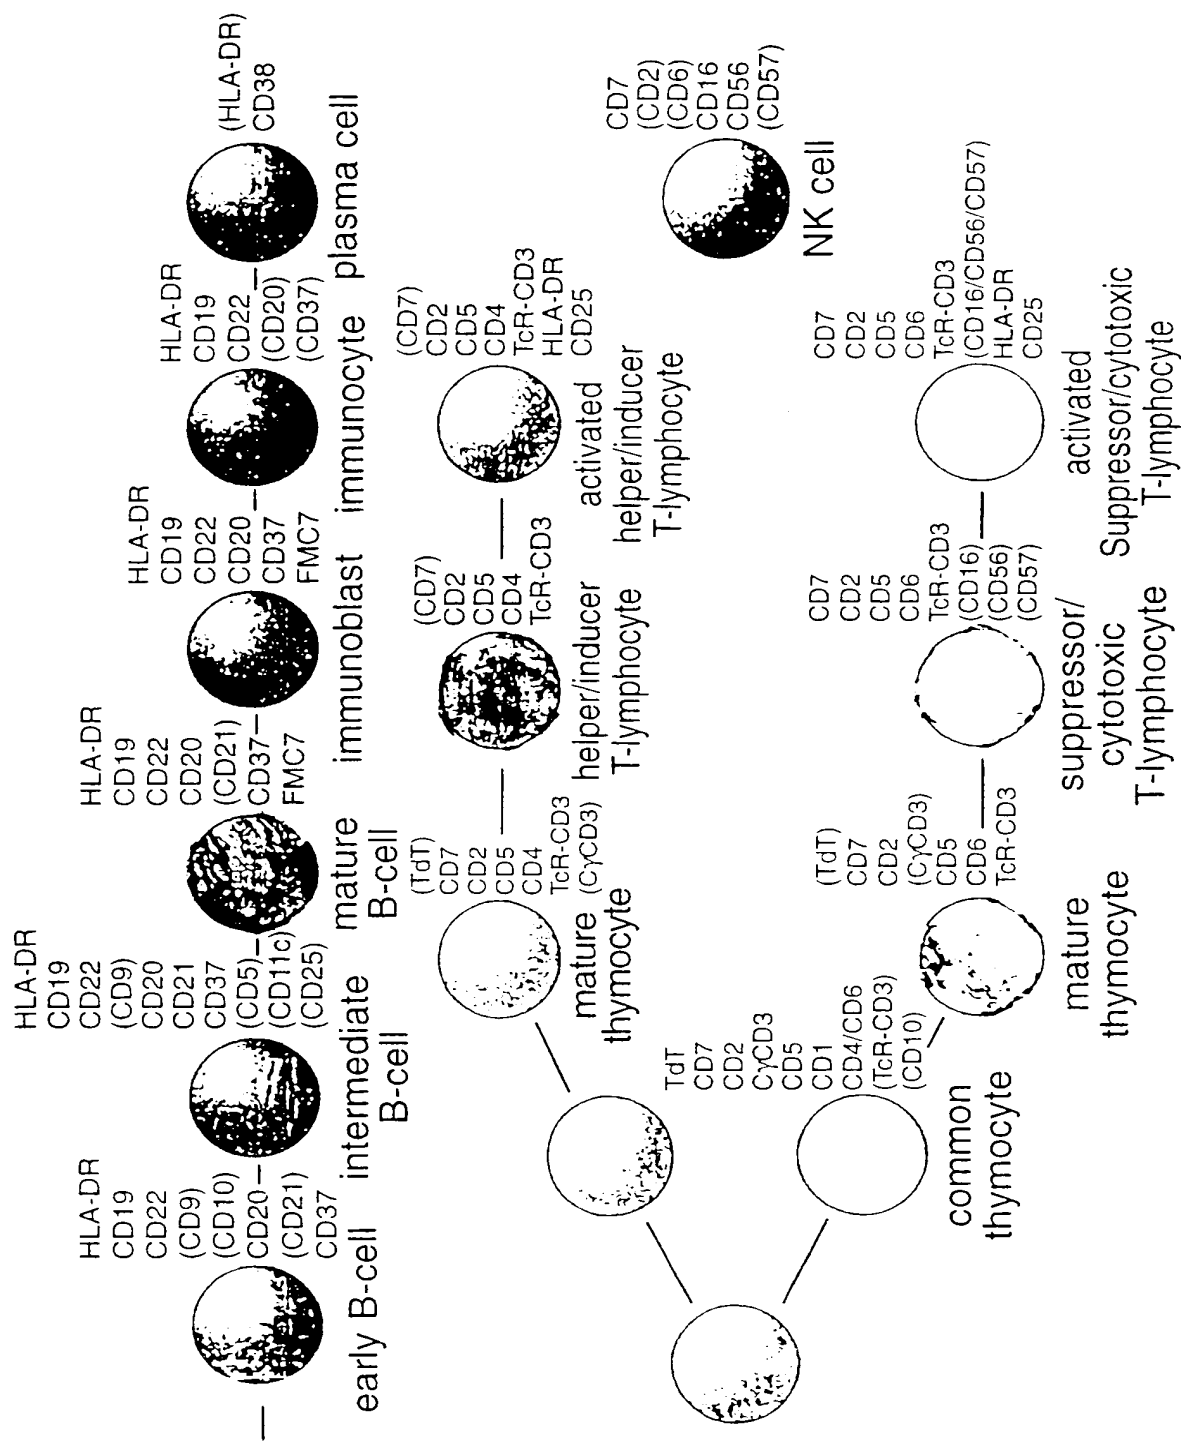 HLA-DR
CD19
CD22
(CD9)
(CD10)
CD20
(CD21)
CD37
early B-cell
HLA-DR
CD19
CD22
(CD9)
CD20
CD21
CD37
(CD5)
(CD11c)
(CD25)
intermediate
B-cell
HLA-DR
CD19
CD22
CD20
(CD21)
CD37
FMC7
mature
B-cell
HLA-DR
CD19
CD22
CD20
CD37
FMC7
immunoblast
HLA-DR
CD19
CD22
(CD20)
(CD37)
immunocyte
(HLA-DR)
CD38
plasma cell
(TdT)
CD7
CD2
CD5
CD4
TcR-CD3
(CγCD3)
mature
thymocyte
(CD7)
CD2
CD5
CD4
TcR-CD3
helper/inducer
T-lymphocyte
(CD7)
CD2
CD5
CD4
TcR-CD3
HLA-DR
CD25
activated
helper/inducer
T-lymphocyte
CD7
(CD2)
(CD6)
CD16
CD56
(CD57)
NK cell
TdT
CD7
CD2
CγCD3
CD5
CD1
CD4/CD6
(TcR-CD3)
(CD10)
common
thymocyte
(TdT)
CD7
CD2
(CγCD3)
CD5
CD6
TcR-CD3
mature
thymocyte
CD7
CD2
CD5
CD6
TcR-CD3
(CD16)
(CD56)
(CD57)
suppressor/
cytotoxic
T-lymphocyte
CD7
CD2
CD5
CD6
TcR-CD3
(CD16/CD56/CD57)
HLA-DR
CD25
activated
Suppressor/cytotoxic
T-lymphocyte